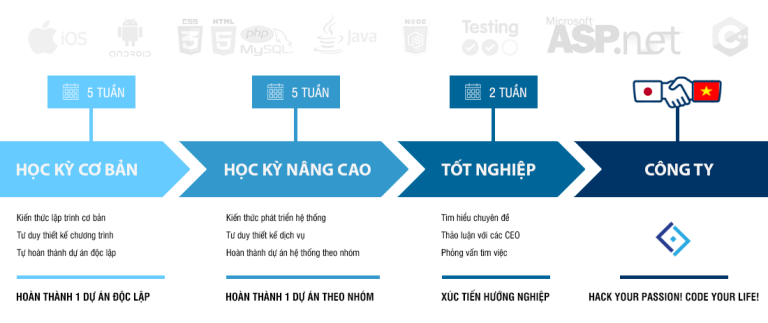 iOS
ANDROID
CSS
HTML
php
MySQL
Java
NODE
Testing
Microsoft
ASP.net
5 TUẦN
5 TUẦN
2 TUẦN
HỌC KỲ CƠ BẢN
HỌC KỲ NÂNG CAO
TỐT NGHIỆP
CÔNG TY
Kiến thức lập trình cơ bản
Tư duy thiết kế chương trình
Tự hoàn thành dự án độc lập
Kiến thức phát triển hệ thống
Tư duy thiết kế dịch vụ
Hoàn thành dự án hệ thống theo nhóm
Tìm hiểu chuyên đề
Thảo luận với các CEO
Phỏng vấn tìm việc
HOÀN THÀNH 1 DỰ ÁN ĐỘC LẬP
HOÀN THÀNH 1 DỰ ÁN THEO NHÓM
XÚC TIẾN HƯỚNG NGHIỆP
HACK YOUR PASSION! CODE YOUR LIFE!